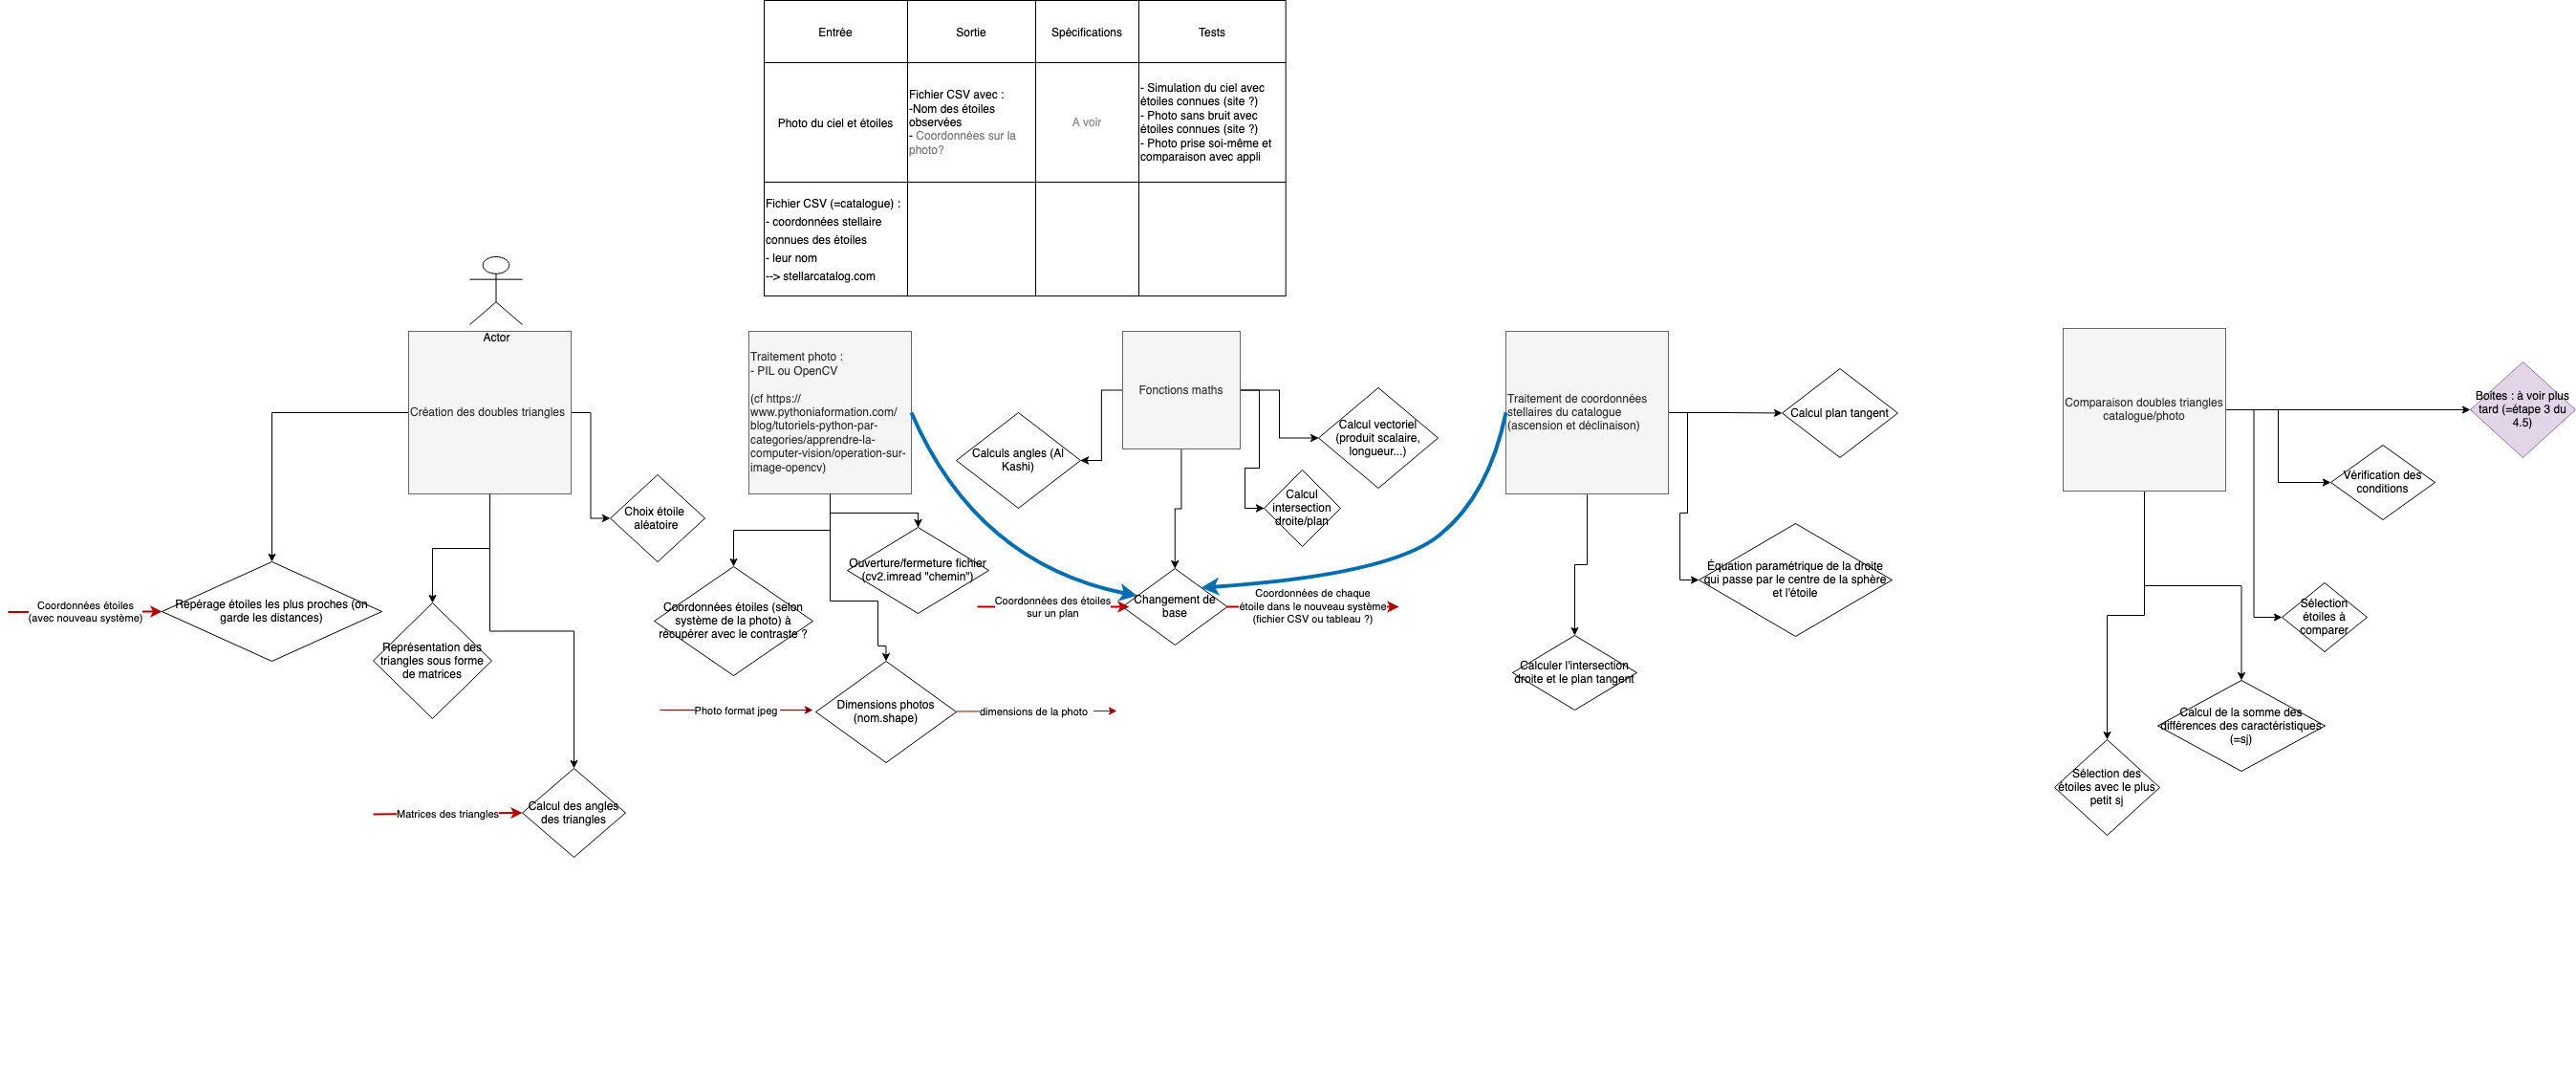 Entrée
Sortie
Spécifications
Tests
Photo du ciel et étoiles
Fichier CSV avec :
-Nom des étoiles
observées
- Coordonnées sur la
photo?
A voir
- Simulation du ciel avec
étoiles connues (site ?)
- Photo sans bruit avec
étoiles connues (site ?)
- Photo prise soi-même et
comparaison avec appli
Fichier CSV (=catalogue) :
- coordonnées stellaire
connues des étoiles
- leur nom
--> stellarcatalog.com
Actor
Création des doubles triangles
Choix étoile
aléatoire
Coordonnées étoiles
(avec nouveau système)
Repérage étoiles les plus proches (on
garde les distances)
Représentation des
triangles sous forme
de matrices
Matrices des triangles
Calcul des angles
des triangles
Traitement photo :
- PIL ou OpenCV
(cf https://
www.pythoniaformation.com/
blog/tutoriels-python-par-
categories/apprendre-la-
computer-vision/operation-sur-
image-opencv)
Ouverture/fermeture fichier
(cv2.imread "chemin")
Coordonnées étoiles (selon
système de la photo) à
récupérer avec le contraste ?
Photo format jpeg
Dimensions photos
(nom.shape)
dimensions de la photo
Fonctions maths
Calculs angles (Al
Kashi)
Calcul vectoriel
(produit scalaire,
longueur...)
Calcul
intersection
droite/plan
Coordonnées des étoiles
sur un plan
Changement de
base
Coordonnées de chaque
étoile dans le nouveau système
(fichier CSV ou tableau ?)
Traitement de coordonnées
stellaires du catalogue
(ascension et déclinaison)
Calcul plan tangent
Équation paramétrique de la droite
qui passe par le centre de la sphère
et l'étoile
Calculer l'intersection
droite et le plan tangent
Comparaison doubles triangles
catalogue/photo
Boites : à voir plus
tard (=étape 3 du
4.5)
Vérification des
conditions
Sélection
étoiles à
comparer
Calcul de la somme des
différences des caractéristiques
(=sj)
Sélection des
étoiles avec le plus
petit sj